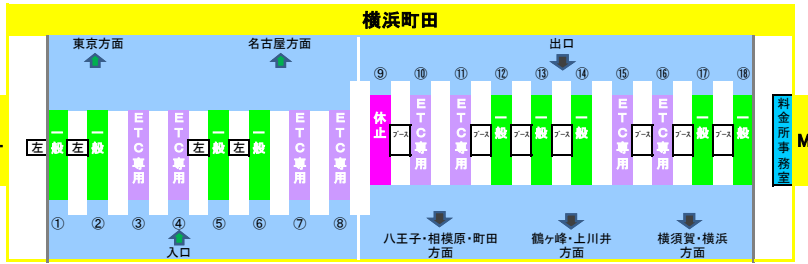 横浜町田
東京方面
名古屋方面
出口
⑨ ⑩ ⑪ ⑫ ⑬ ⑭ ⑮ ⑯ ⑰ ⑱
左
一般
左
一般
ETC専用
ETC専用
左
一般
左
一般
ETC専用
ETC専用
休止
ブース
ETC専用
ETC専用
ブース
一般
ブース
一般
ブース
一般
ETC専用
ブース
ETC専用
ブース
一般
ブース
一般
料金所事務室
M
① ② ③ ④ ⑤ ⑥ ⑦ ⑧
入口
八王子・相模原・町田
方面
鶴ヶ峰・上川井
方面
横須賀・横浜
方面